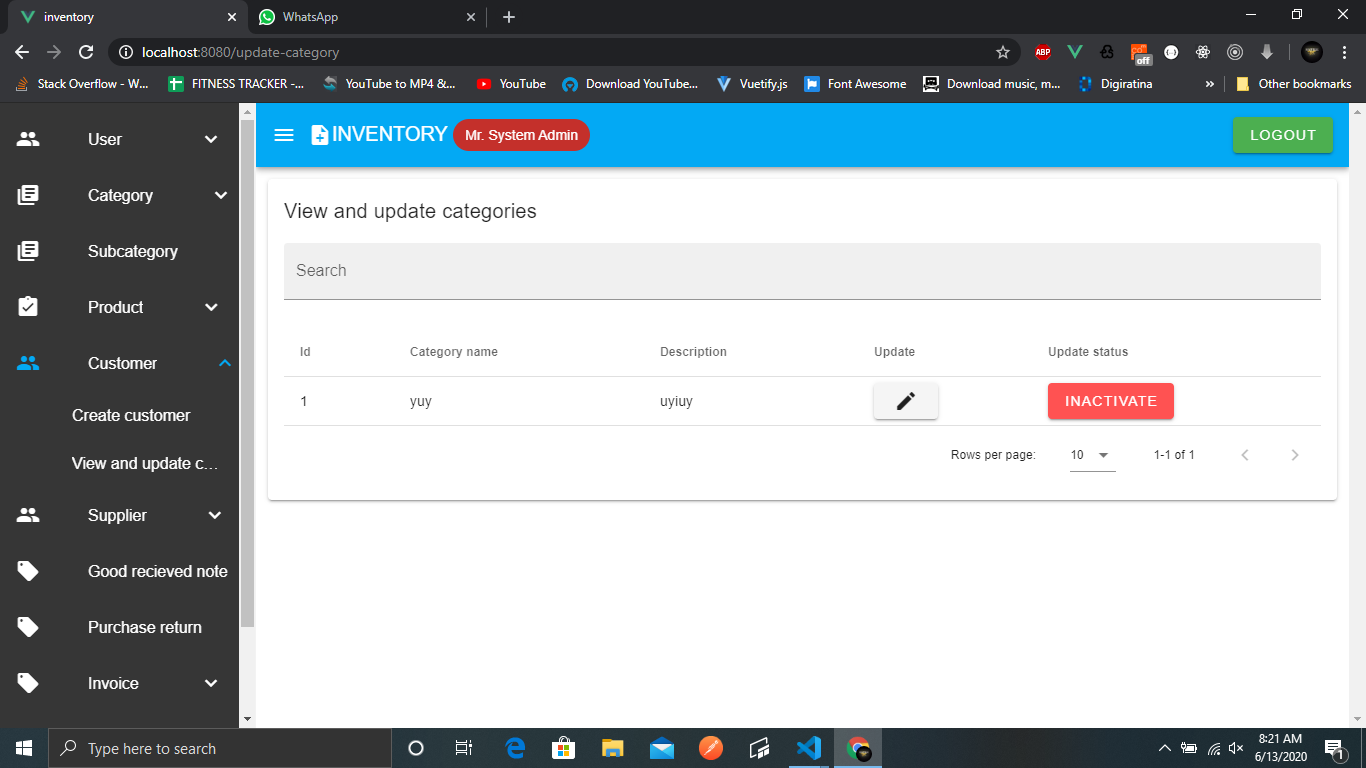 inventory
WhatsApp
localhost:8080/update-category
ABP
off
Stack Overflow - W...
FITNESS TRACKER -...
YouTube to MP4 &...
YouTube
Download YouTube...
Vuetify.js
Font Awesome
Download music, m...
Digiratina
»
Other bookmarks
User
Category
Subcategory
Product
Customer
Create customer
View and update c...
Supplier
Good recieved note
Purchase return
Invoice
INVENTORY
Mr. System Admin
LOGOUT
View and update categories
Search
Id Category name Description Update Update status
1 yuy uyiuy INACTIVATE
Rows per page: 10 1-1 of 1
Type here to search
8:21 AM
6/13/2020
1